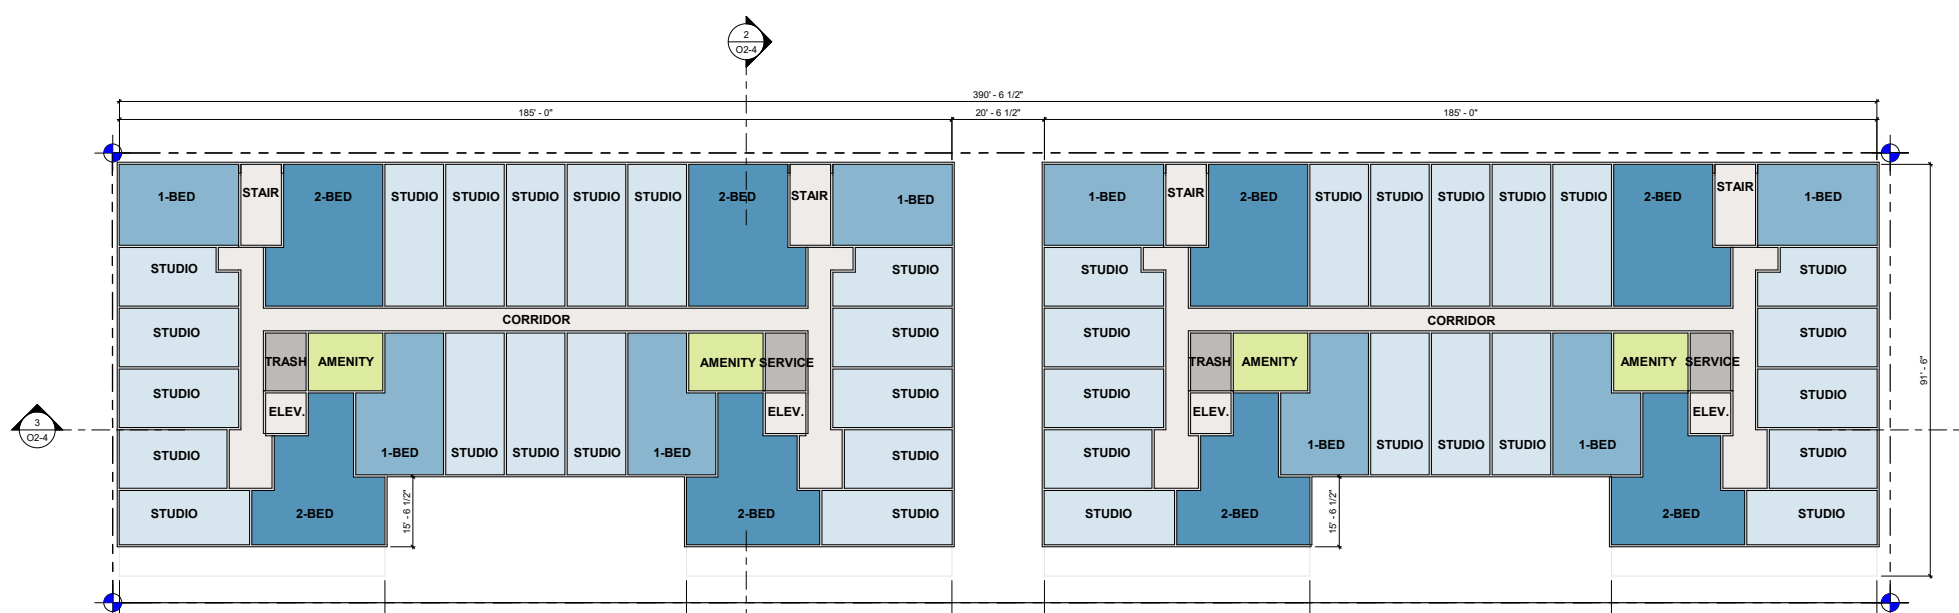 2
O2-4
390' - 6 1/2"
185' - 0" 20' - 6 1/2" 185' - 0"
1-BED STAIR 2-BED STUDIO STUDIO STUDIO STUDIO STUDIO 2-BED STAIR 1-BED 1-BED STAIR 2-BED STUDIO STUDIO STUDIO STUDIO STUDIO 2-BED STAIR 1-BED
STUDIO STUDIO STUDIO STUDIO
CORRIDOR CORRIDOR
STUDIO STUDIO STUDIO STUDIO
TRASH AMENITY AMENITY SERVICE TRASH AMENITY AMENITY SERVICE
91' - 6"
STUDIO STUDIO STUDIO STUDIO
ELEV. ELEV. ELEV. ELEV.
3
O2-4
STUDIO 1-BED STUDIO STUDIO STUDIO 1-BED STUDIO STUDIO 1-BED STUDIO STUDIO STUDIO 1-BED STUDIO
STUDIO 2-BED 15' - 6 1/2" 2-BED STUDIO STUDIO 2-BED 15' - 6 1/2" 2-BED STUDIO